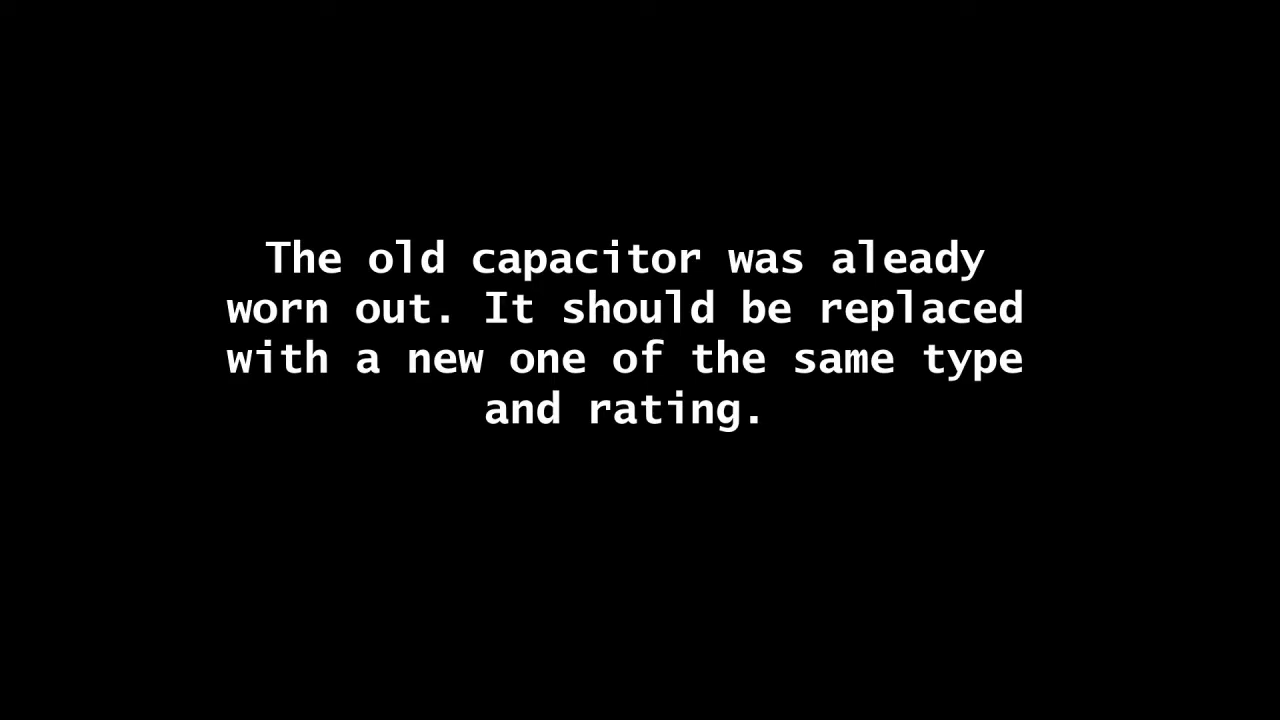 The old capacitor was aleady
worn out. It should be replaced
with a new one of the same type
and rating.